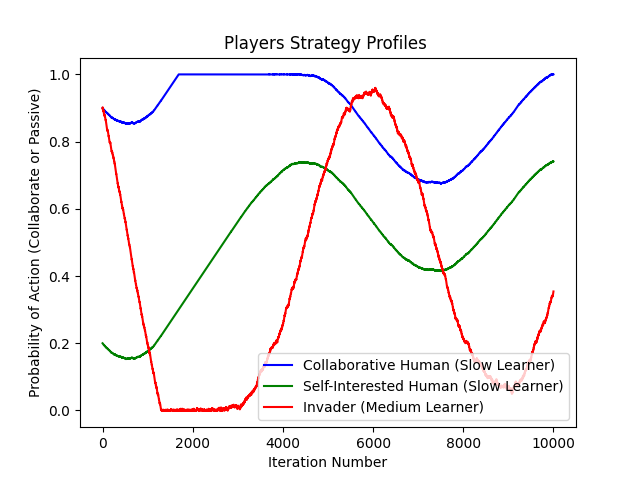 Players Strategy Profiles
Probability of Action (Collaborate or Passive)
1.0
0.8
0.6
0.4
0.2
0.0
Collaborative Human (Slow Learner)
Self-Interested Human (Slow Learner)
Invader (Medium Learner)
0 2000 4000 6000 8000 10000
Iteration Number